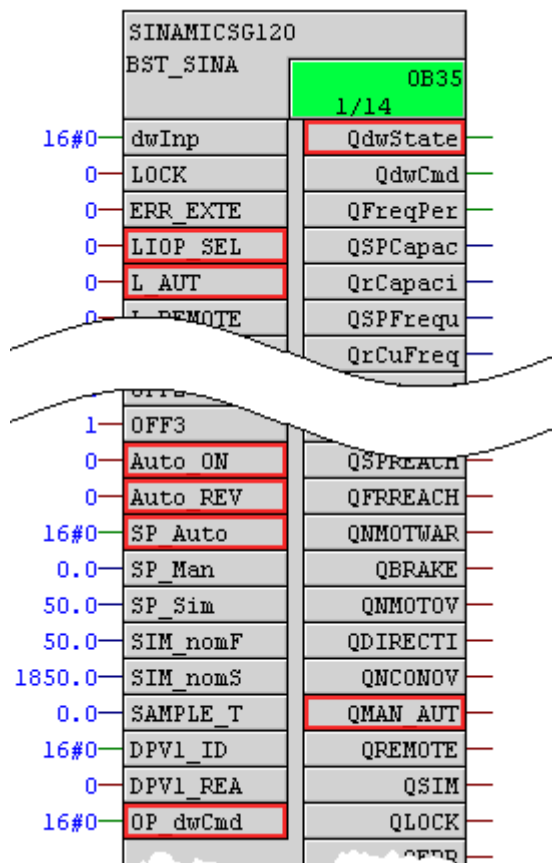 SINAMICSG120
BST_SINA
OB35
1/14
16#0 dwInp QdwState
0 LOCK QdwCmd
0 ERR_EXTE QFreqPer
0 LIOP_SEL QSPCapac
0 L_AUT QrCapaci
0 L_REMOTE QSPFrequ
QrCuFreq
1 OFF3
0 Auto_ON QSPREACH
0 Auto_REV QFRREACH
16#0 SP_Auto QNMOTWAR
0.0 SP_Man QBRAKE
50.0 SP_Sim QNMOTOV
50.0 SIM_nomF QDIRECTI
1850.0 SIM_nomS QNCONOV
0.0 SAMPLE_T QMAN_AUT
16#0 DPV1_ID QREMOTE
0 DPV1_REA QSIM
16#0 OP_dwCmd QLOCK